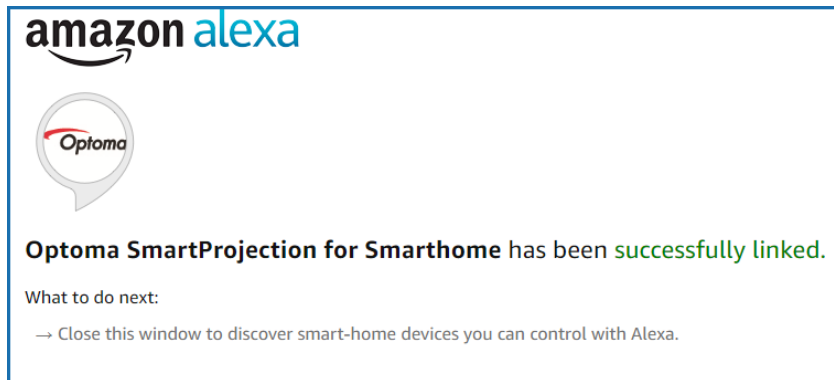 amazon alexa
Optoma
Optoma SmartProjection for Smarthome has been successfully linked.
What to do next:
→ Close this window to discover smart-home devices you can control with Alexa.